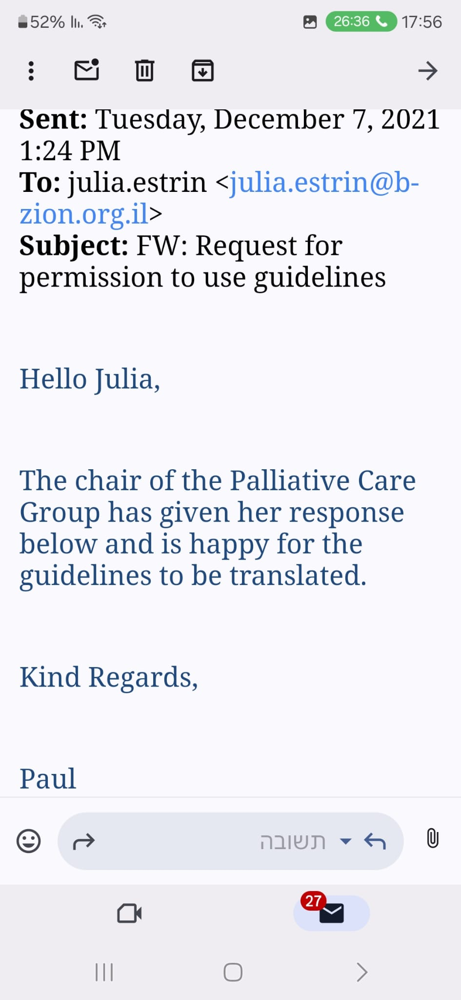 52%
26:36
17:56
Sent: Tuesday, December 7, 2021
1:24 PM
To: julia.estrin <julia.estrin@b-
zion.org.il>
Subject: FW: Request for
permission to use guidelines
Hello Julia,
The chair of the Palliative Care
Group has given her response
below and is happy for the
guidelines to be translated.
Kind Regards,
Paul
תשובה
27